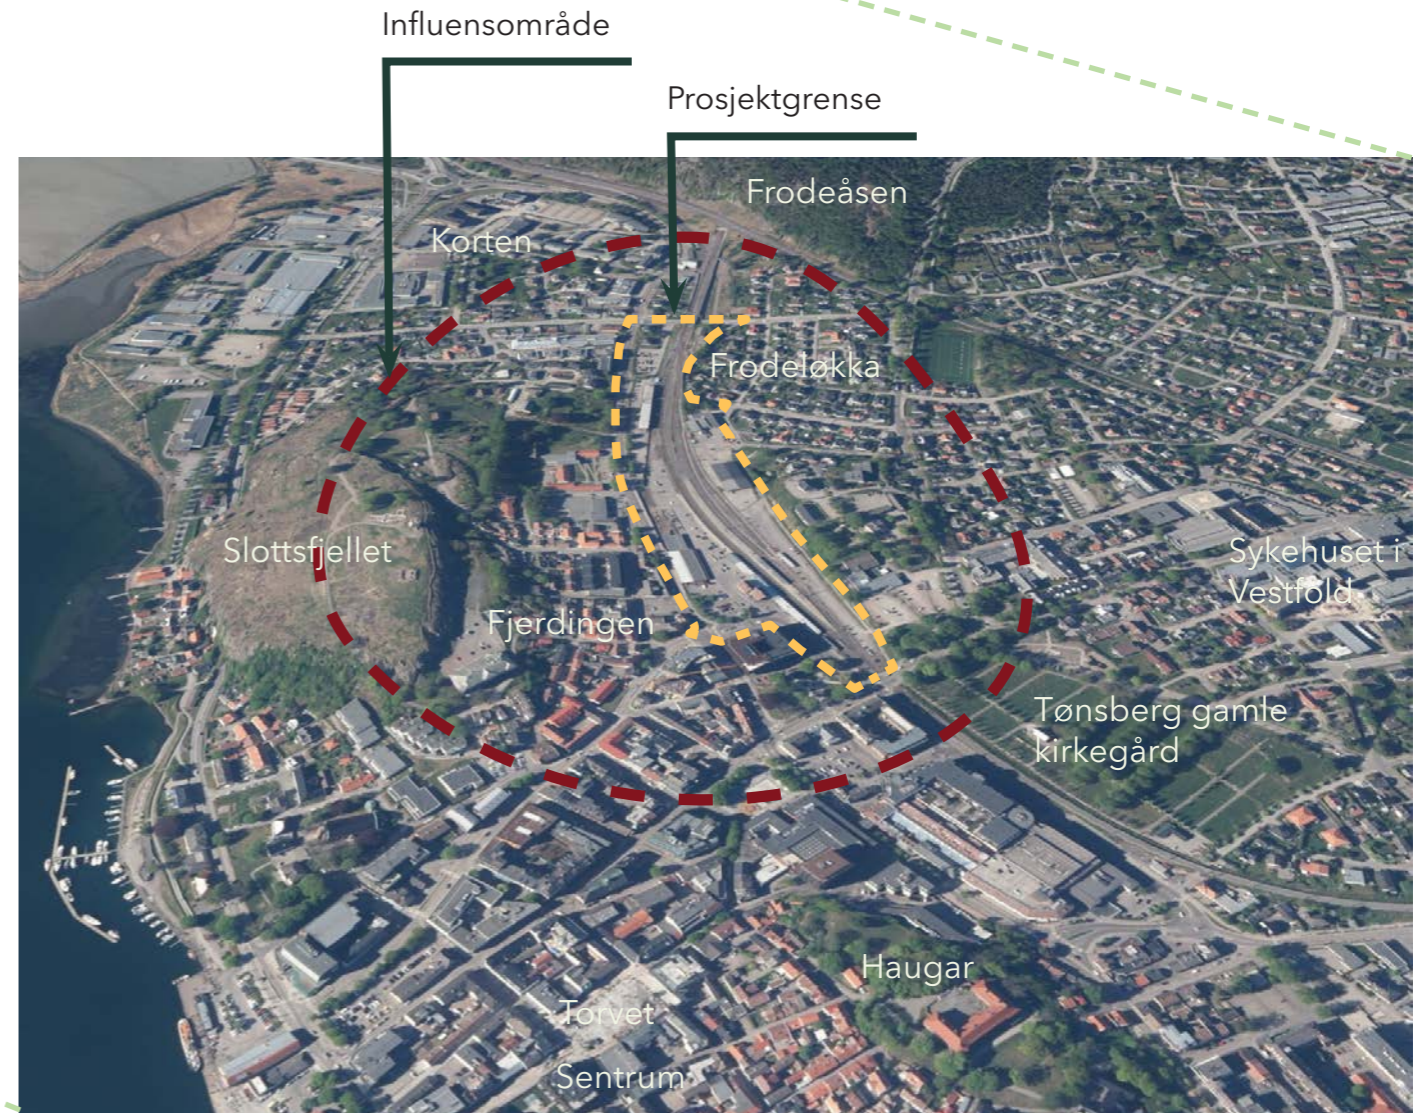 Influensområde
Prosjektgrense
Frodeåsen
Korten
Frodeløkka
Slottsfjellet
Sykehuset i
Vestfold
Fjerdingen
Tønsberg gamle
kirkegård
Haugar
Torvet
Sentrum